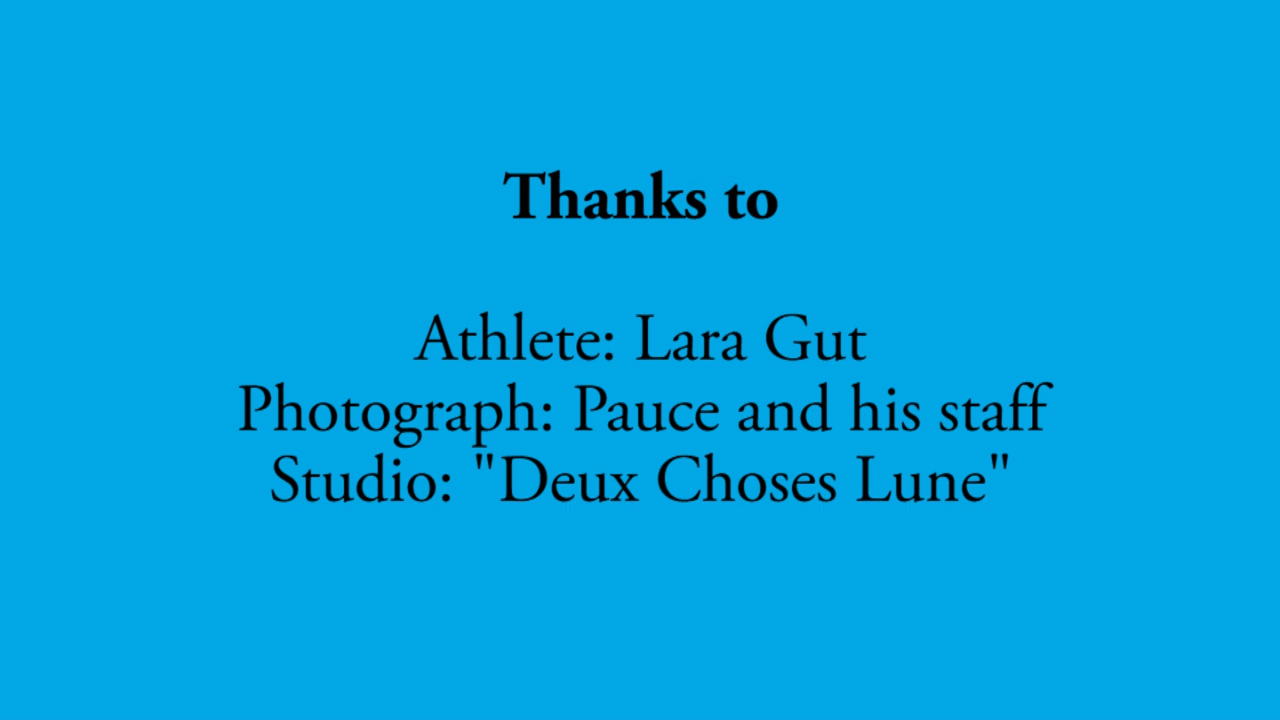 Thanks to
Athlete: Lara Gut
Photograph: Pauce and his staff
Studio: "Deux Choses Lune"